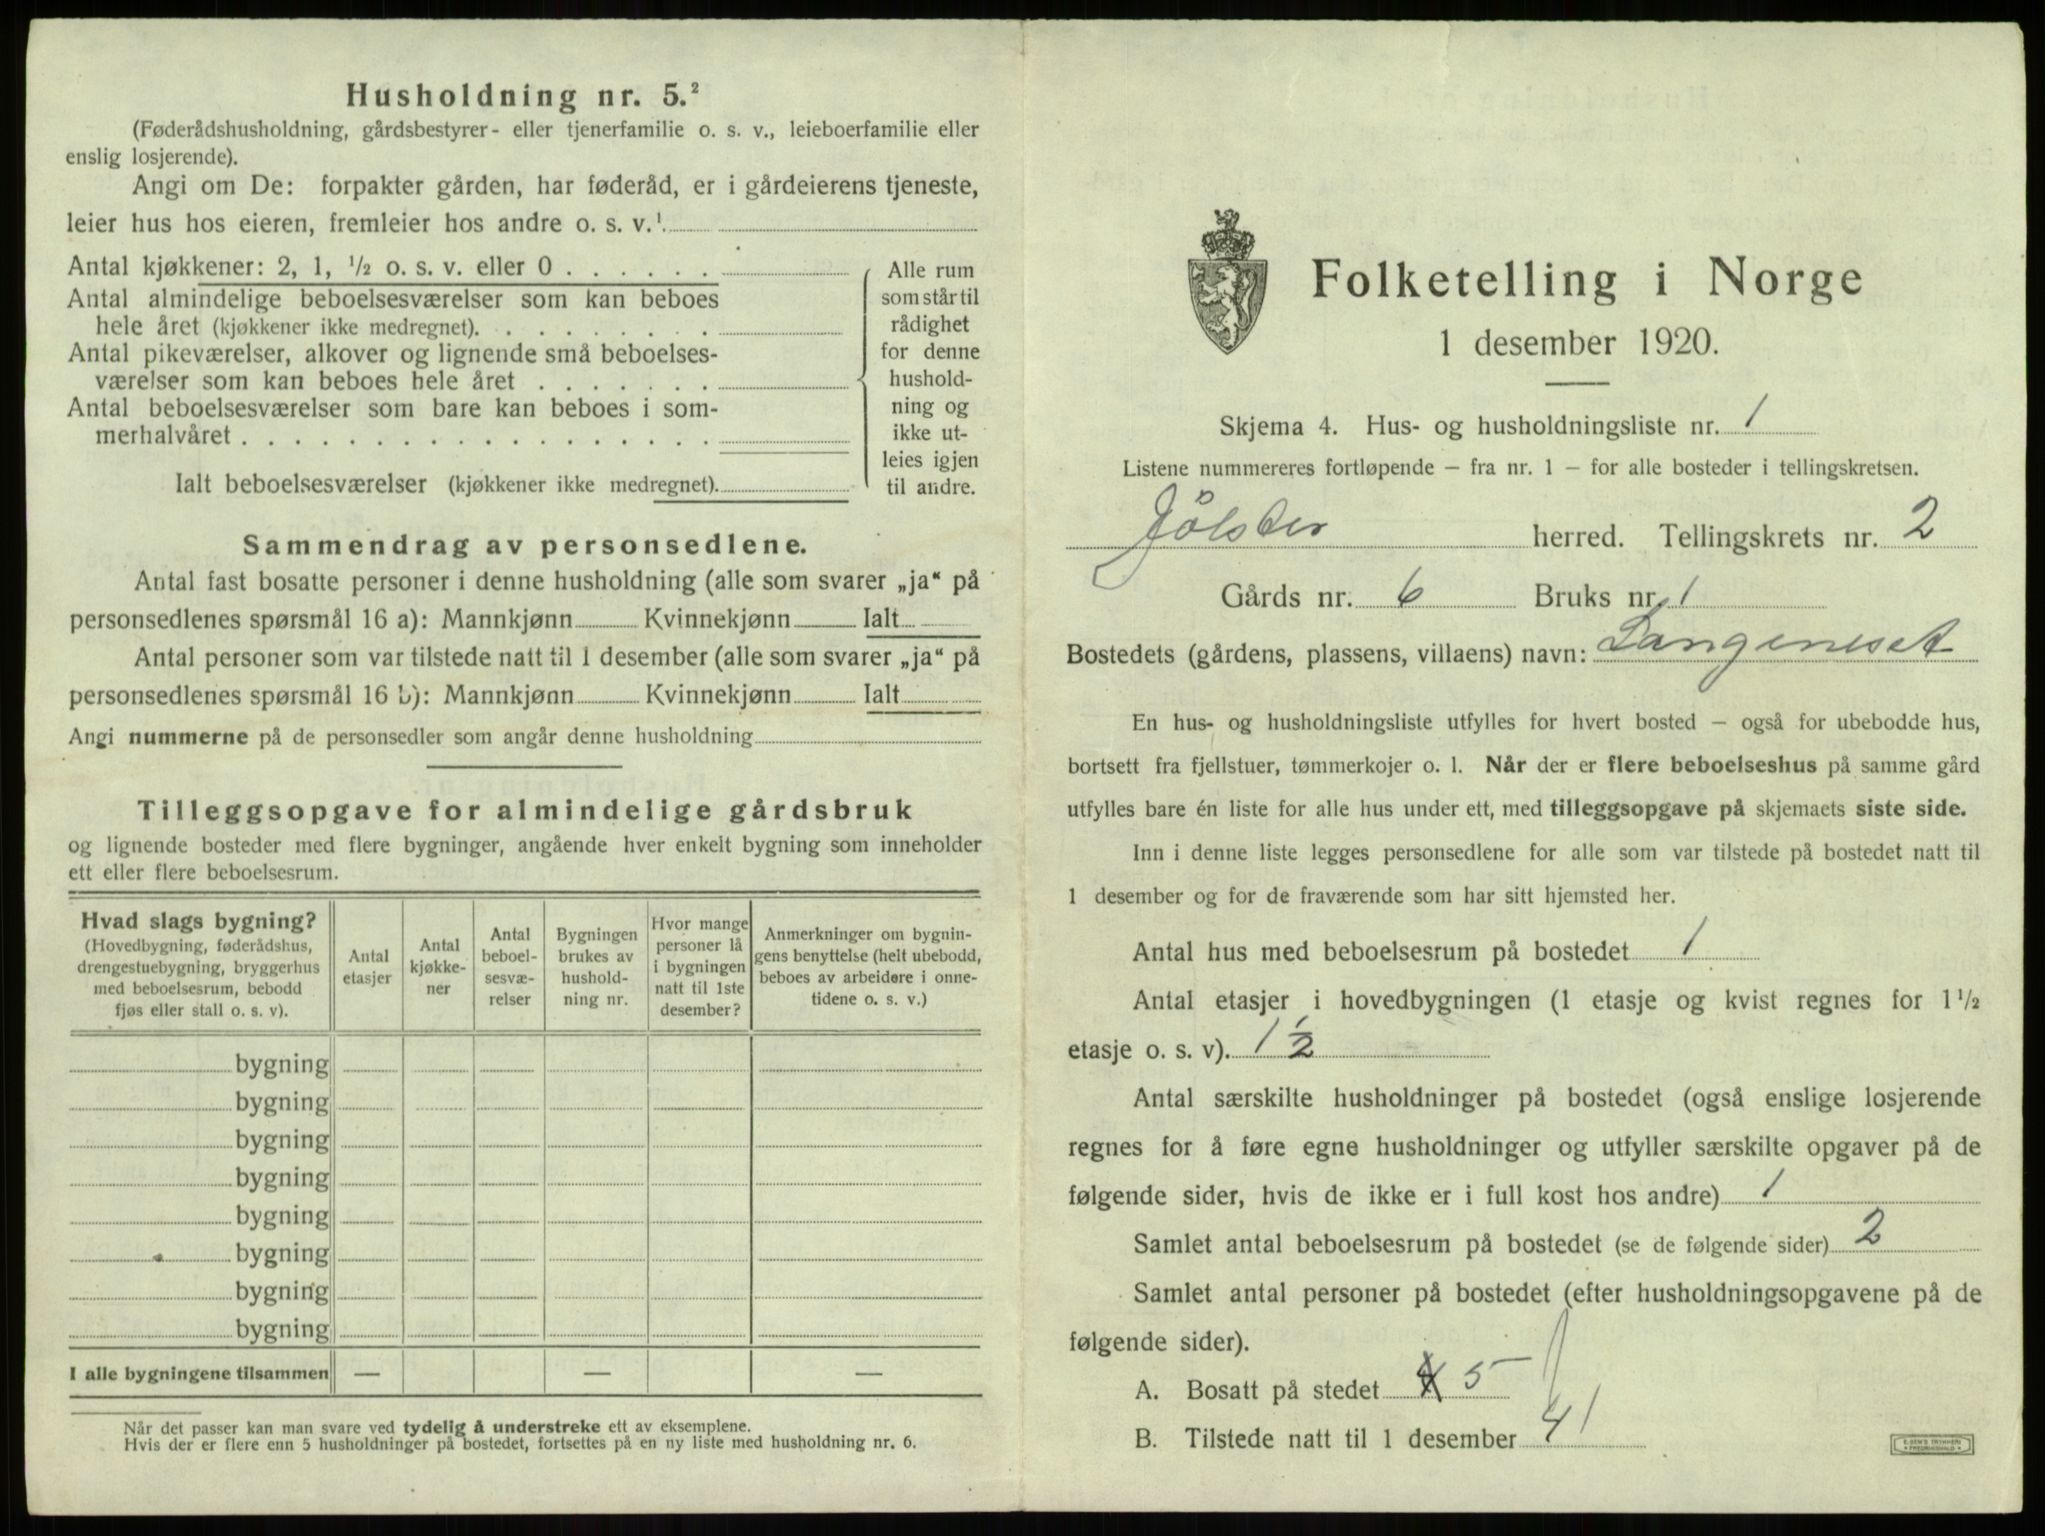 Husholdning nr. 5.²
(Føderådshusholdning, gårdsbestyrer- eller tjenerfamilie o. s. v., leieboerfamilie eller
enslig losjerende).
Angi om De: forpakter gården, har føderåd, er i gårdeierens tjeneste,
leier hus hos eieren, fremleier hos andre o. s. v.¹
Antal kjøkkener: 2, 1, ½ o. s. v. eller 0 . . . . . .
Antal almindelige beboelsesværelser som kan beboes
hele året (kjøkkener ikke medregnet). . . . . . . . .
Antal pikeværelser, alkover og lignende små beboelses-
værelser som kan beboes hele året . . . . . . .
Antal beboelsesværelser som bare kan beboes i som-
merhalvåret . . . . . . . . . . . . . . . . . .
Ialt beboelsesværelser (kjøkkener ikke medregnet).
Alle rum
som står til
rådighet
for denne
hushold-
ning og
ikke ut-
leies igjen
til andre.
Sammendrag av personsedlene.
Antal fast bosatte personer i denne husholdning (alle som svarer „ja“ på
personsedlenes spørsmål 16 a): Mannkjønn Kvinnekjønn Ialt
Antal personer som var tilstede natt til 1 desember (alle som svarer „ja“ på
personsedlenes spørsmål 16 b): Mannkjønn Kvinnekjønn Ialt
Angi nummerne på de personsedler som angår denne husholdning
Tilleggsopgave for almindelige gårdsbruk
og lignende bosteder med flere bygninger, angående hver enkelt bygning som inneholder
ett eller flere beboelsesrum.
Hvad slags bygning?
(Hovedbygning, føderådshus,
drengestuebygning, bryggerhus
med beboelsesrum, bebodd
fjøs eller stall o. s. v).
Antal
etasjer
Antal
kjøkke-
ner
Antal
beboel-
sesvæ-
relser
Bygningen
brukes av
hushold-
ning nr.
Hvor mange
personer lå
i bygningen
natt til 1ste
desember?
Anmerkninger om bygnin-
gens benyttelse (helt ubebodd,
beboes av arbeidere i onne-
tidene o. s. v.)
bygning
bygning
bygning
bygning
bygning
bygning
bygning
bygning
I alle bygningene tilsammen — — —
Når det passer kan man svare ved tydelig å understreke ett av eksemplene.
Hvis der er flere enn 5 husholdninger på bostedet, fortsettes på en ny liste med husholdning nr. 6.
Folketelling i Norge
1 desember 1920.
Skjema 4. Hus- og husholdningsliste nr. 1
Listene nummereres fortløpende – fra nr. 1 – for alle bosteder i tellingskretsen.
Jölster herred. Tellingskrets nr. 2
Gårds nr. 6 Bruks nr. 1
Bostedets (gårdens, plassens, villaens) navn: Langeneset
En hus- og husholdningsliste utfylles for hvert bosted – også for ubebodde hus,
bortsett fra fjellstuer, tømmerkojer o. l. Når der er flere beboelseshus på samme gård
utfylles bare én liste for alle hus under ett, med tilleggsopgave på skjemaets siste side.
Inn i denne liste legges personsedlene for alle som var tilstede på bostedet natt til
1 desember og for de fraværende som har sitt hjemsted her.
Antal hus med beboelsesrum på bostedet 1
Antal etasjer i hovedbygningen (1 etasje og kvist regnes for 1½
etasje o. s. v). 1½
Antal særskilte husholdninger på bostedet (også enslige losjerende
regnes for å føre egne husholdninger og utfyller særskilte opgaver på de
følgende sider, hvis de ikke er i full kost hos andre) 1
Samlet antal beboelsesrum på bostedet (se de følgende sider) 2
Samlet antal personer på bostedet (efter husholdningsopgavene på de
følgende sider).
A. Bosatt på stedet 4 5
B. Tilstede natt til 1 desember 4